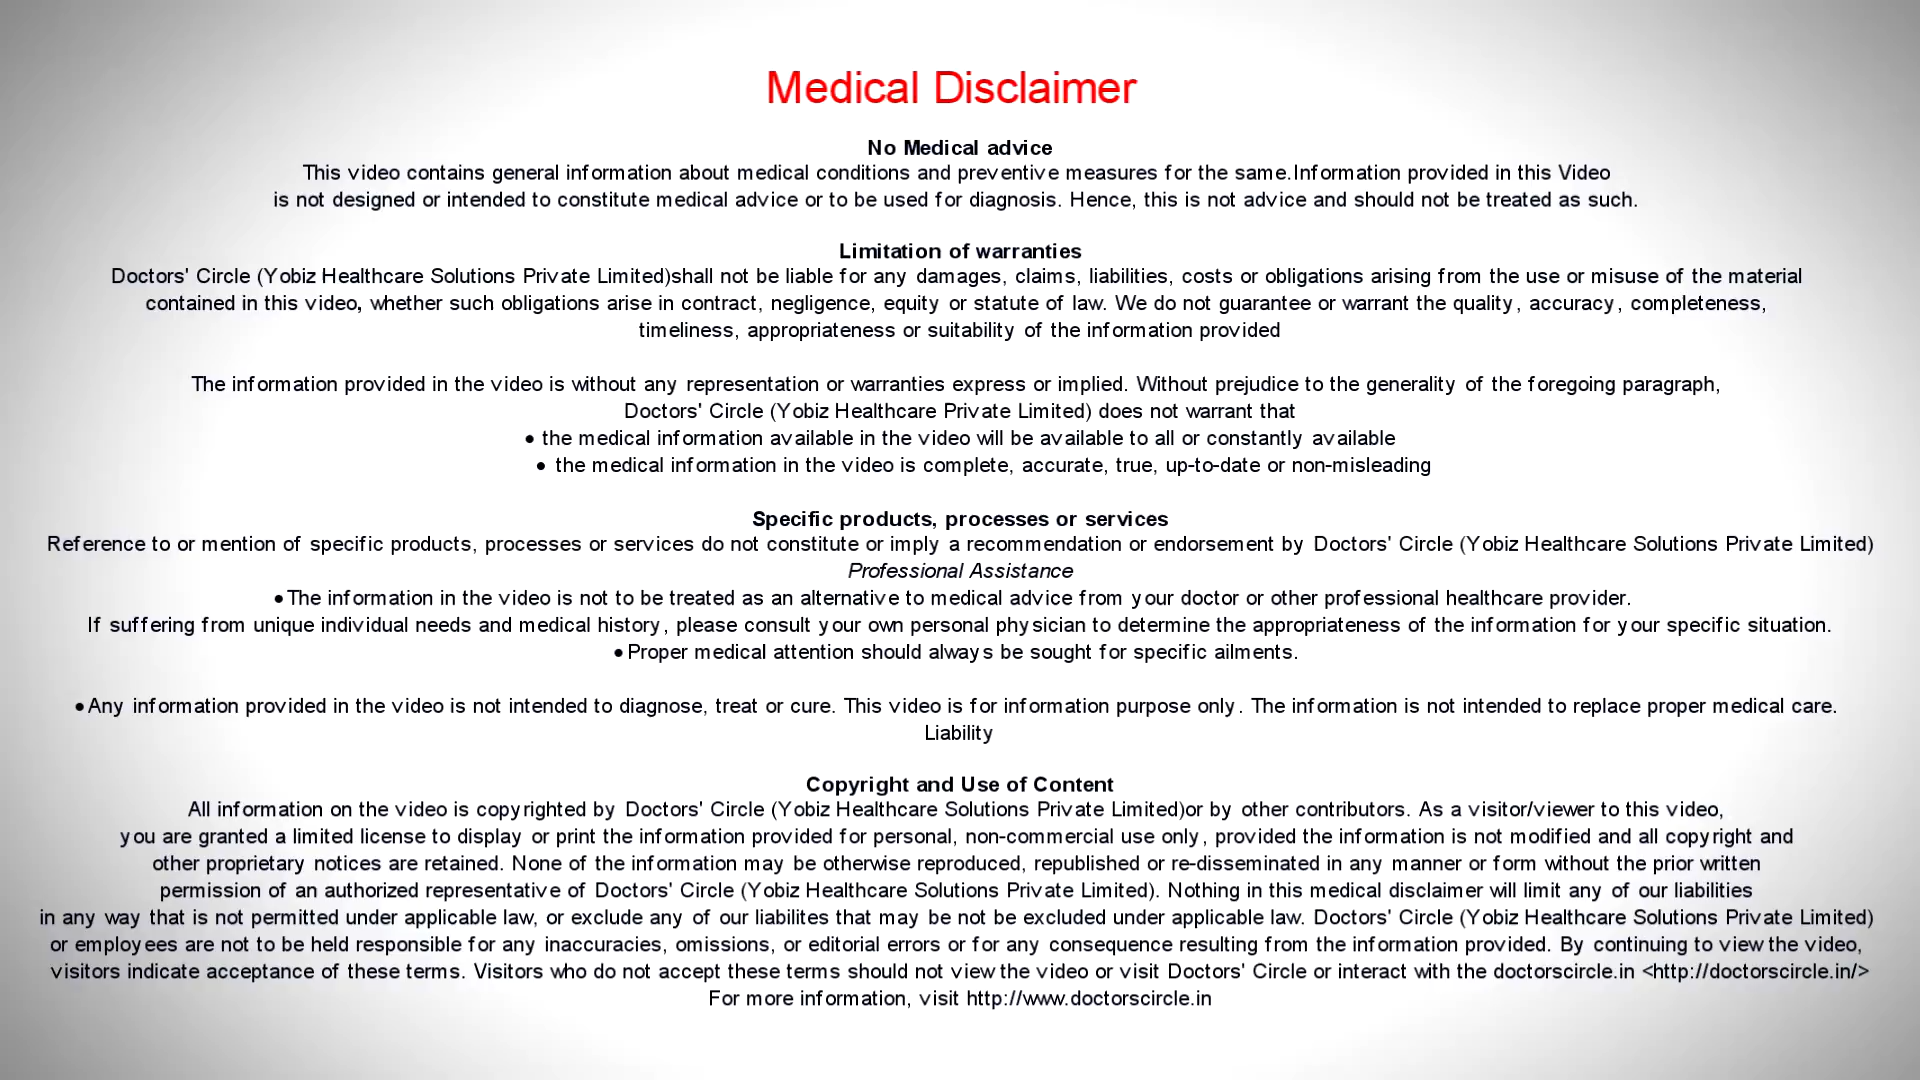 Medical Disclaimer
No Medical advice
This video contains general information about medical conditions and preventive measures for the same.Information provided in this Video
is not designed or intended to constitute medical advice or to be used for diagnosis. Hence, this is not advice and should not be treated as such.
Limitation of warranties
Doctors' Circle (Yobiz Healthcare Solutions Private Limited)shall not be liable for any damages, claims, liabilities, costs or obligations arising from the use or misuse of the material
contained in this video, whether such obligations arise in contract, negligence, equity or statute of law. We do not guarantee or warrant the quality, accuracy, completeness,
timeliness, appropriateness or suitability of the information provided
The information provided in the video is without any representation or warranties express or implied. Without prejudice to the generality of the foregoing paragraph,
Doctors' Circle (Yobiz Healthcare Private Limited) does not warrant that
• the medical information available in the video will be available to all or constantly available
• the medical information in the video is complete, accurate, true, up-to-date or non-misleading
Specific products, processes or services
Reference to or mention of specific products, processes or services do not constitute or imply a recommendation or endorsement by Doctors' Circle (Yobiz Healthcare Solutions Private Limited)
Professional Assistance
•The information in the video is not to be treated as an alternative to medical advice from your doctor or other professional healthcare provider.
If suffering from unique individual needs and medical history, please consult your own personal physician to determine the appropriateness of the information for your specific situation.
•Proper medical attention should always be sought for specific ailments.
•Any information provided in the video is not intended to diagnose, treat or cure. This video is for information purpose only. The information is not intended to replace proper medical care.
Liability
Copyright and Use of Content
All information on the video is copyrighted by Doctors' Circle (Yobiz Healthcare Solutions Private Limited)or by other contributors. As a visitor/viewer to this video,
you are granted a limited license to display or print the information provided for personal, non-commercial use only, provided the information is not modified and all copyright and
other proprietary notices are retained. None of the information may be otherwise reproduced, republished or re-disseminated in any manner or form without the prior written
permission of an authorized representative of Doctors' Circle (Yobiz Healthcare Solutions Private Limited). Nothing in this medical disclaimer will limit any of our liabilities
in any way that is not permitted under applicable law, or exclude any of our liabilites that may be not be excluded under applicable law. Doctors' Circle (Yobiz Healthcare Solutions Private Limited)
or employees are not to be held responsible for any inaccuracies, omissions, or editorial errors or for any consequence resulting from the information provided. By continuing to view the video,
visitors indicate acceptance of these terms. Visitors who do not accept these terms should not view the video or visit Doctors' Circle or interact with the doctorscircle.in <http://doctorscircle.in/>
For more information, visit http://www.doctorscircle.in